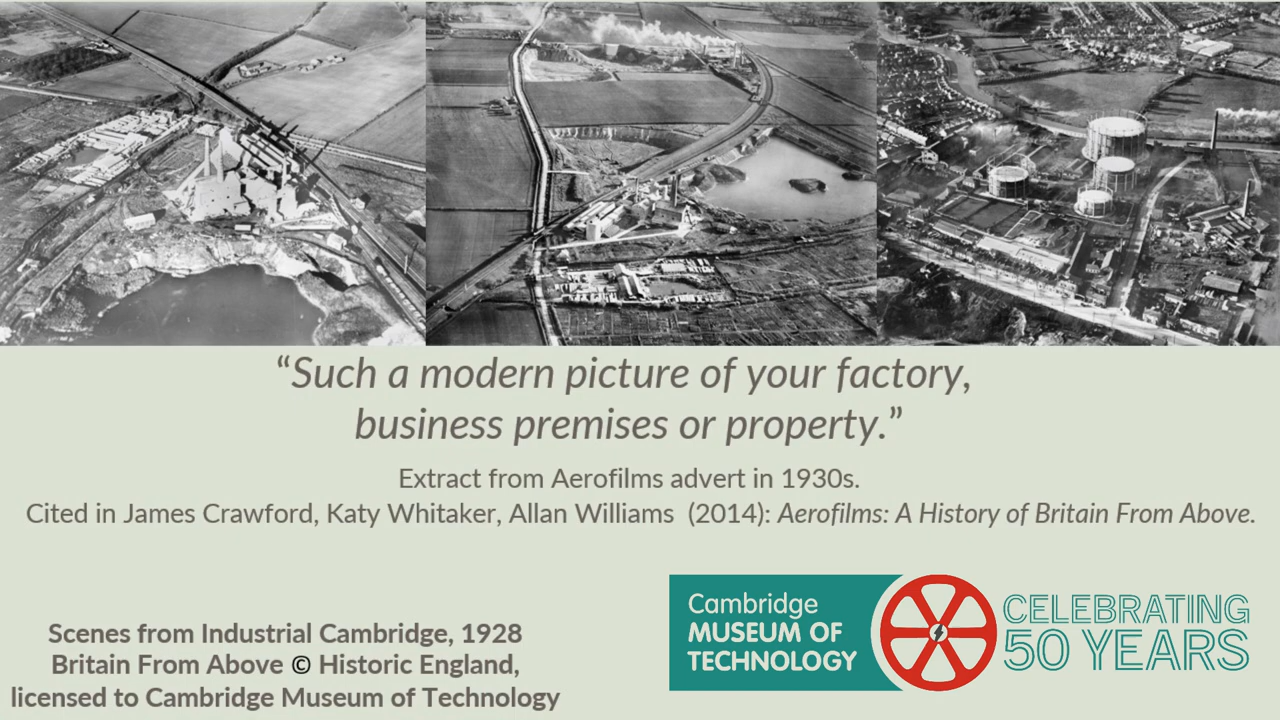 “Such a modern picture of your factory,
business premises or property.”
Extract from Aerofilms advert in 1930s.
Cited in James Crawford, Katy Whitaker, Allan Williams (2014): Aerofilms: A History of Britain From Above.
Scenes from Industrial Cambridge, 1928
Britain From Above © Historic England,
licensed to Cambridge Museum of Technology
Cambridge
MUSEUM OF
TECHNOLOGY
CELEBRATING
50 YEARS